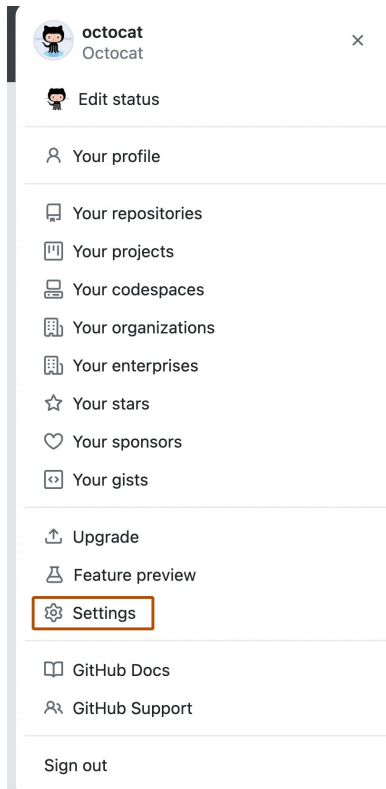 octocat
Octocat
Edit status
Your profile
Your repositories
Your projects
Your codespaces
Your organizations
Your enterprises
Your stars
Your sponsors
Your gists
Upgrade
Feature preview
Settings
GitHub Docs
GitHub Support
Sign out